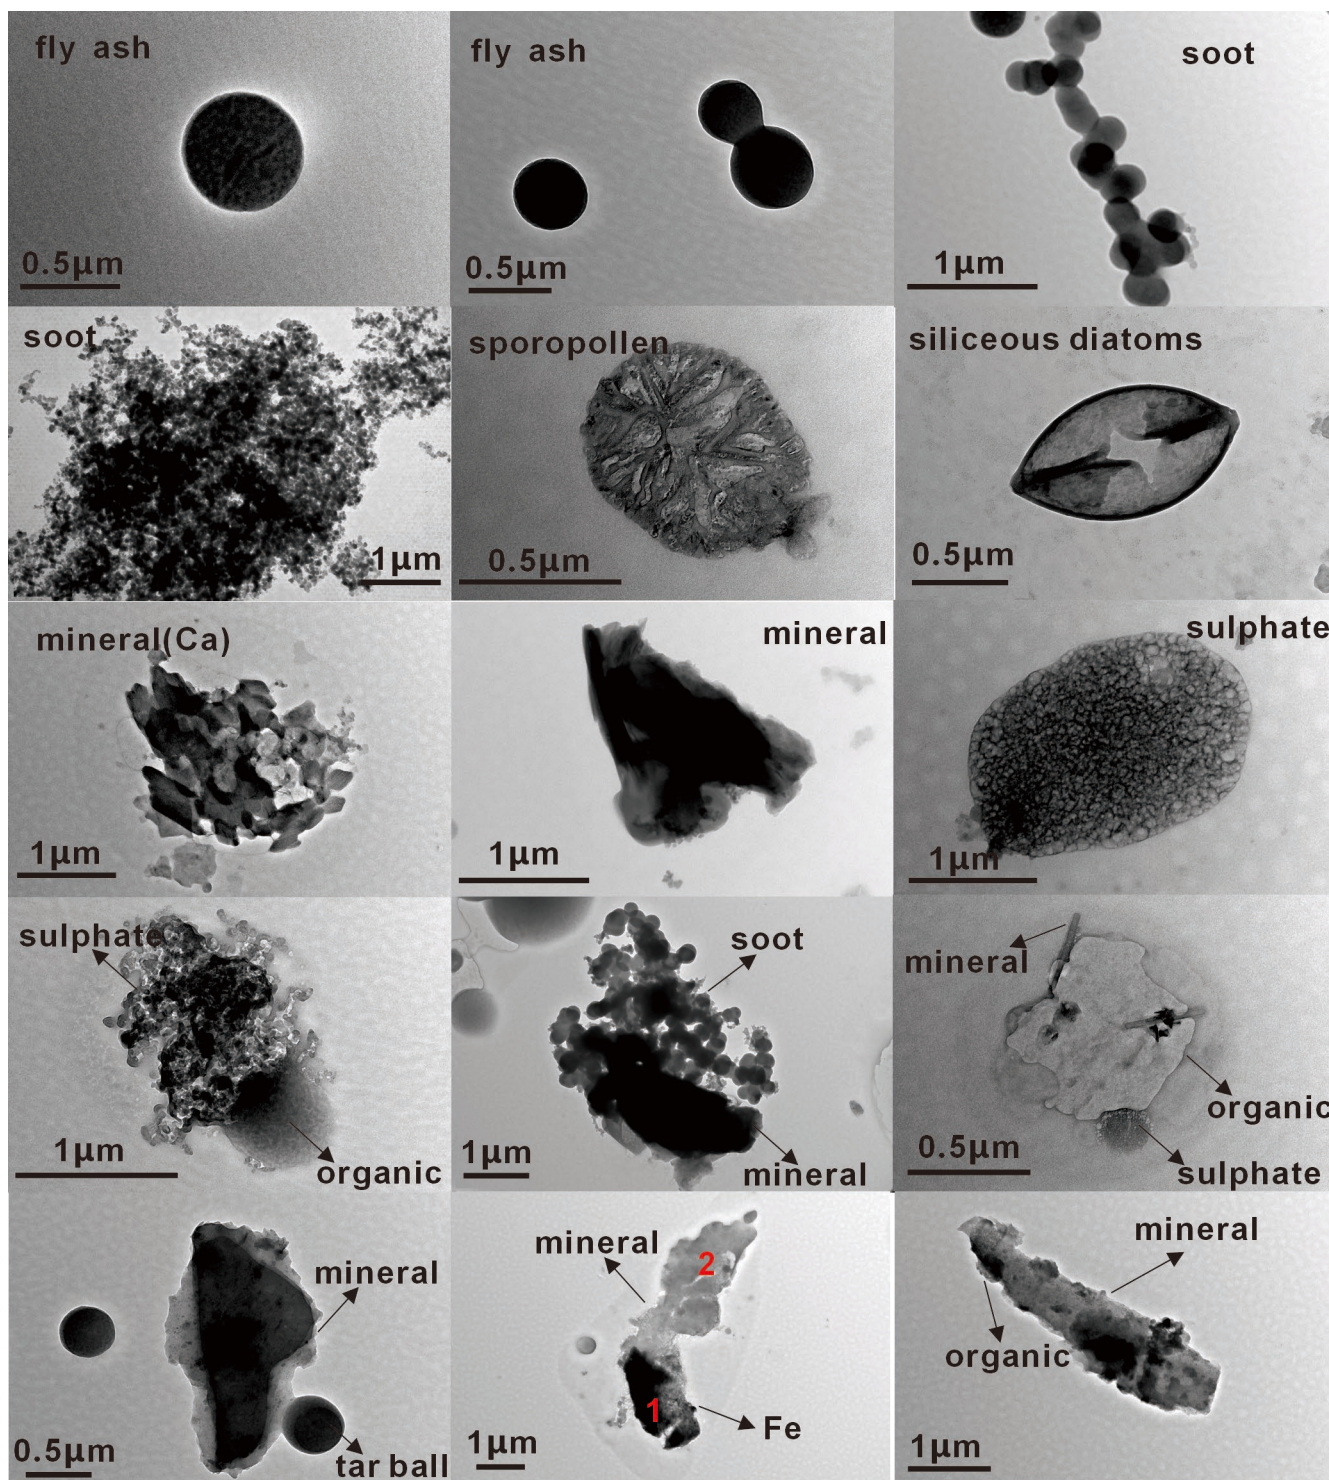 fly ash
0.5μm
fly ash
0.5μm
soot
1μm
soot
1μm
sporopollen
0.5μm
siliceous diatoms
0.5μm
mineral(Ca)
1μm
mineral
1μm
sulphate
1μm
sulphate
organic
1μm
soot
mineral
1μm
mineral
organic
sulphate
0.5μm
mineral
tar ball
0.5μm
mineral
2
1
Fe
1μm
mineral
organic
1μm